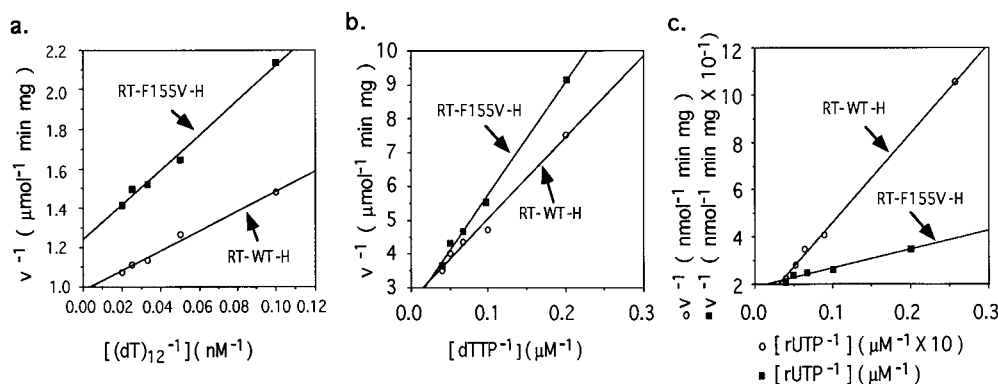 a.
2.2
2.0
1.8
1.6
1.4
1.2
1.0
v⁻¹ ( μmol⁻¹ min mg)
RT-F155V-H
RT-WT-H
0.00 0.02 0.04 0.06 0.08 0.10 0.12
[(dT)₁₂⁻¹] ( nM⁻¹)
b.
10
9
8
7
6
5
4
3
v⁻¹ ( μmol⁻¹ min mg)
RT-F155V-H
RT-WT-H
0.0 0.1 0.2 0.3
[dTTP⁻¹] (μM⁻¹)
c.
12
10
8
6
4
2
○ v⁻¹ ( nmol⁻¹ min mg)
■ v⁻¹ ( nmol⁻¹ min mg X 10⁻¹)
RT-WT-H
RT-F155V-H
0.0 0.1 0.2 0.3
○ [rUTP⁻¹] (μM⁻¹ X 10)
■ [rUTP⁻¹] (μM⁻¹)